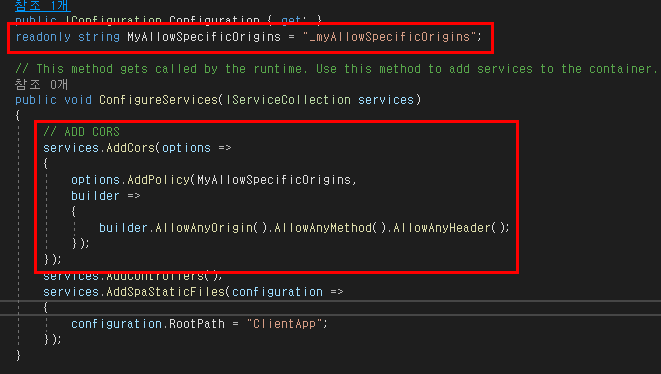 참조 1개
public IConfiguration Configuration { get; }
readonly string MyAllowSpecificOrigins = "_myAllowSpecificOrigins";
// This method gets called by the runtime. Use this method to add services to the container.
참조 0개
public void ConfigureServices(IServiceCollection services)
{
// ADD CORS
services.AddCors(options =>
{
options.AddPolicy(MyAllowSpecificOrigins,
builder =>
{
builder.AllowAnyOrigin().AllowAnyMethod().AllowAnyHeader();
});
});
services.AddControllers();
services.AddSpaStaticFiles(configuration =>
{
configuration.RootPath = "ClientApp";
});
}